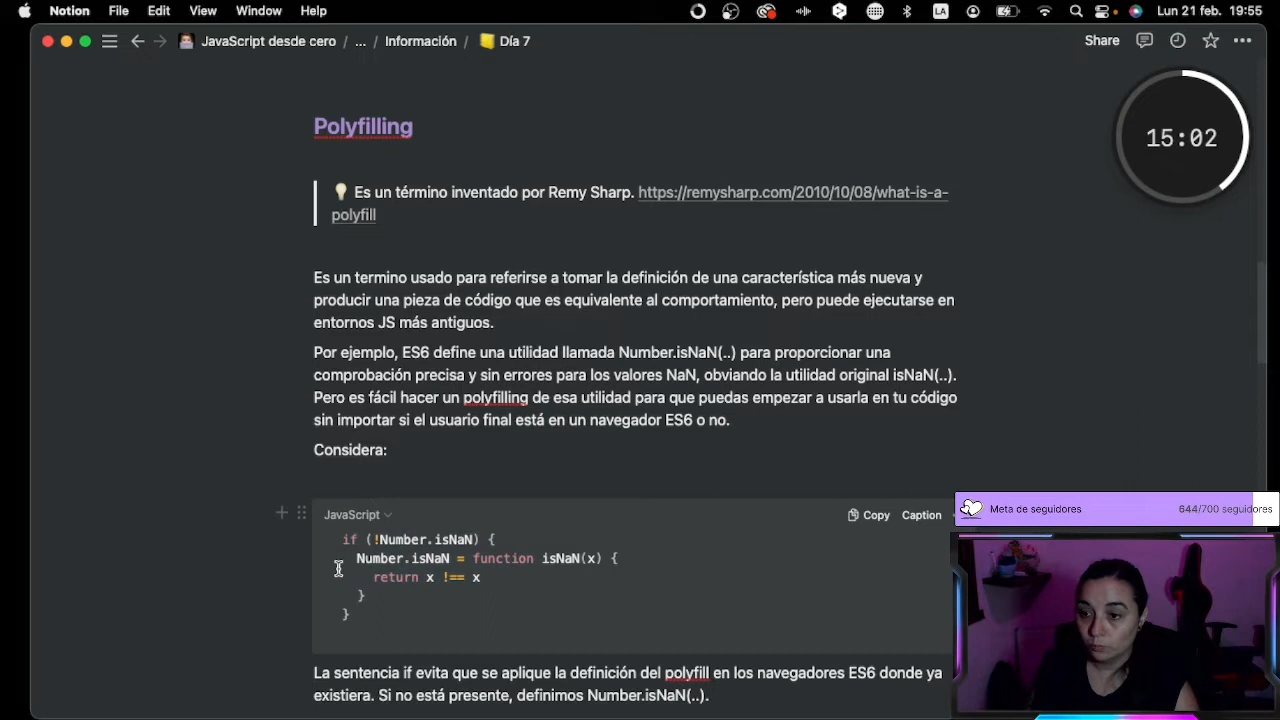 Notion File Edit View Window Help LA Lun 21 feb. 19:55
JavaScript desde cero / ... / Información / Día 7 Share
15:02
Polyfilling
Es un término inventado por Remy Sharp. https://remysharp.com/2010/10/08/what-is-a-
polyfill
Es un termino usado para referirse a tomar la definición de una característica más nueva y
producir una pieza de código que es equivalente al comportamiento, pero puede ejecutarse en
entornos JS más antiguos.
Por ejemplo, ES6 define una utilidad llamada Number.isNaN(..) para proporcionar una
comprobación precisa y sin errores para los valores NaN, obviando la utilidad original isNaN(..).
Pero es fácil hacer un polyfilling de esa utilidad para que puedas empezar a usarla en tu código
sin importar si el usuario final está en un navegador ES6 o no.
Considera:
JavaScript Copy Caption
Meta de seguidores 644/700 seguidores
if (!Number.isNaN) {
Number.isNaN = function isNaN(x) {
return x !== x
}
}
La sentencia if evita que se aplique la definición del polyfill en los navegadores ES6 donde ya
existiera. Si no está presente, definimos Number.isNaN(..).